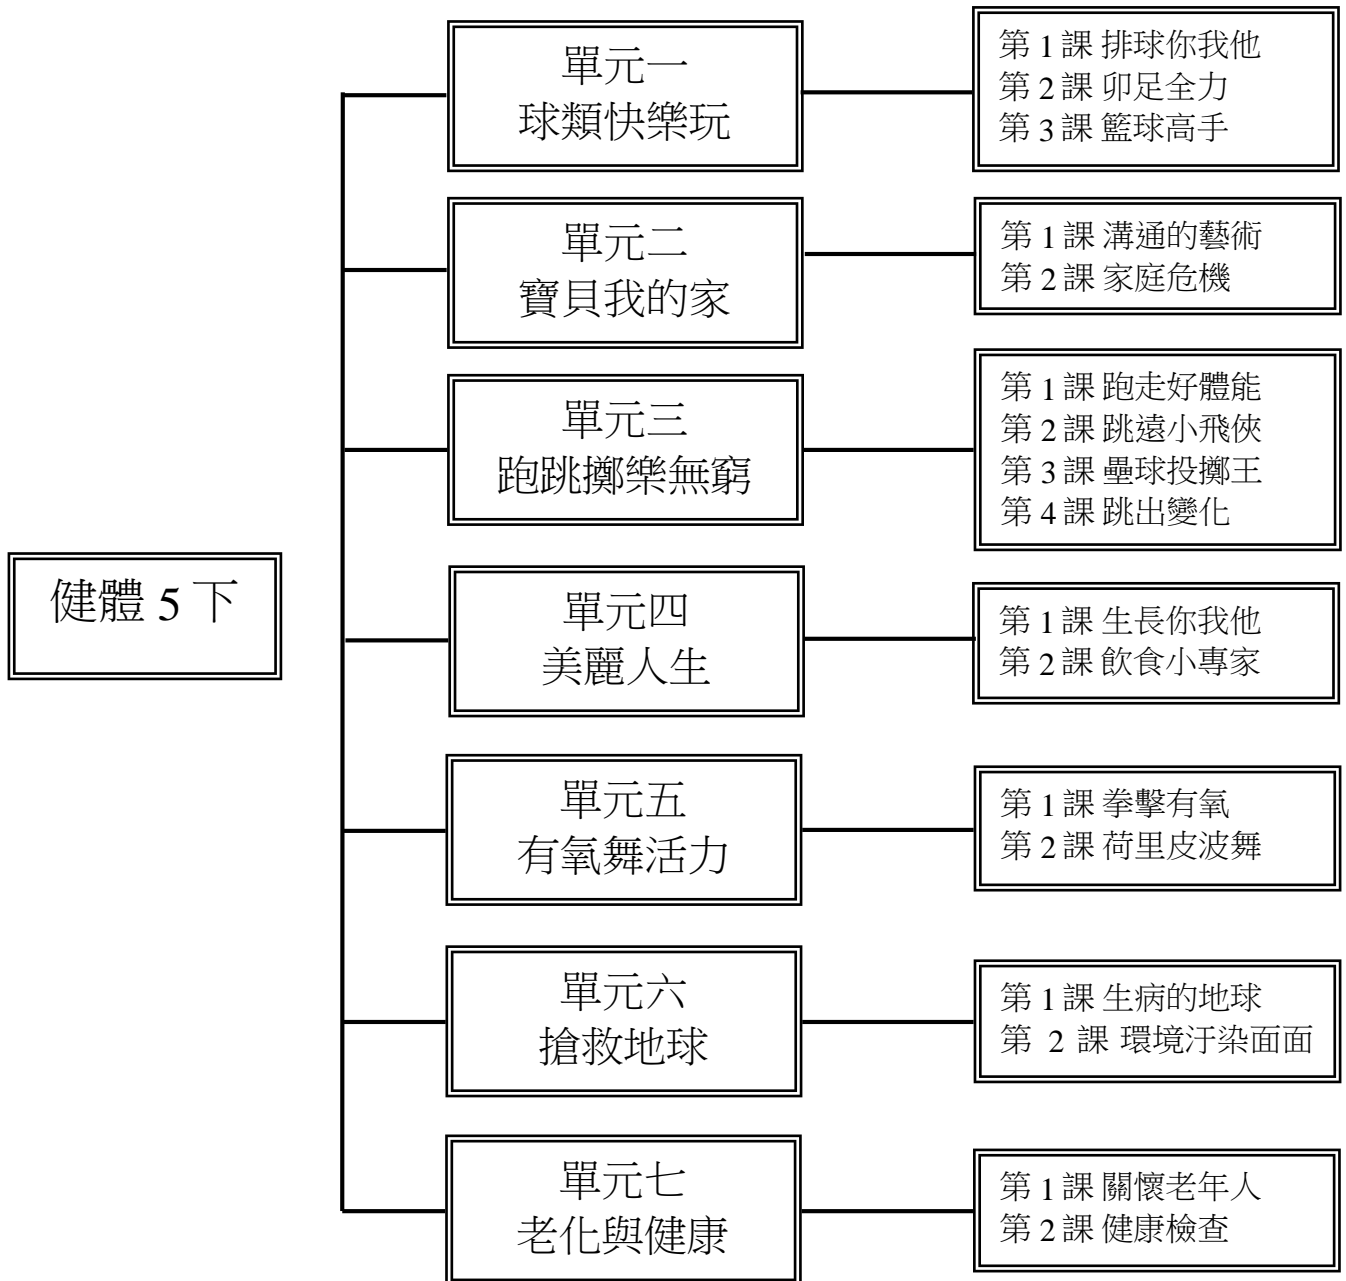 健體 5 下
單元一
球類快樂玩
第 1 課 排球你我他
第 2 課 卯足全力
第 3 課 籃球高手
單元二
寶貝我的家
第 1 課 溝通的藝術
第 2 課 家庭危機
單元三
跑跳擲樂無窮
第 1 課 跑走好體能
第 2 課 跳遠小飛俠
第 3 課 壘球投擲王
第 4 課 跳出變化
單元四
美麗人生
第 1 課 生長你我他
第 2 課 飲食小專家
單元五
有氧舞活力
第 1 課 拳擊有氧
第 2 課 荷里皮波舞
單元六
搶救地球
第 1 課 生病的地球
第 2 課 環境汙染面面
單元七
老化與健康
第 1 課 關懷老年人
第 2 課 健康檢查